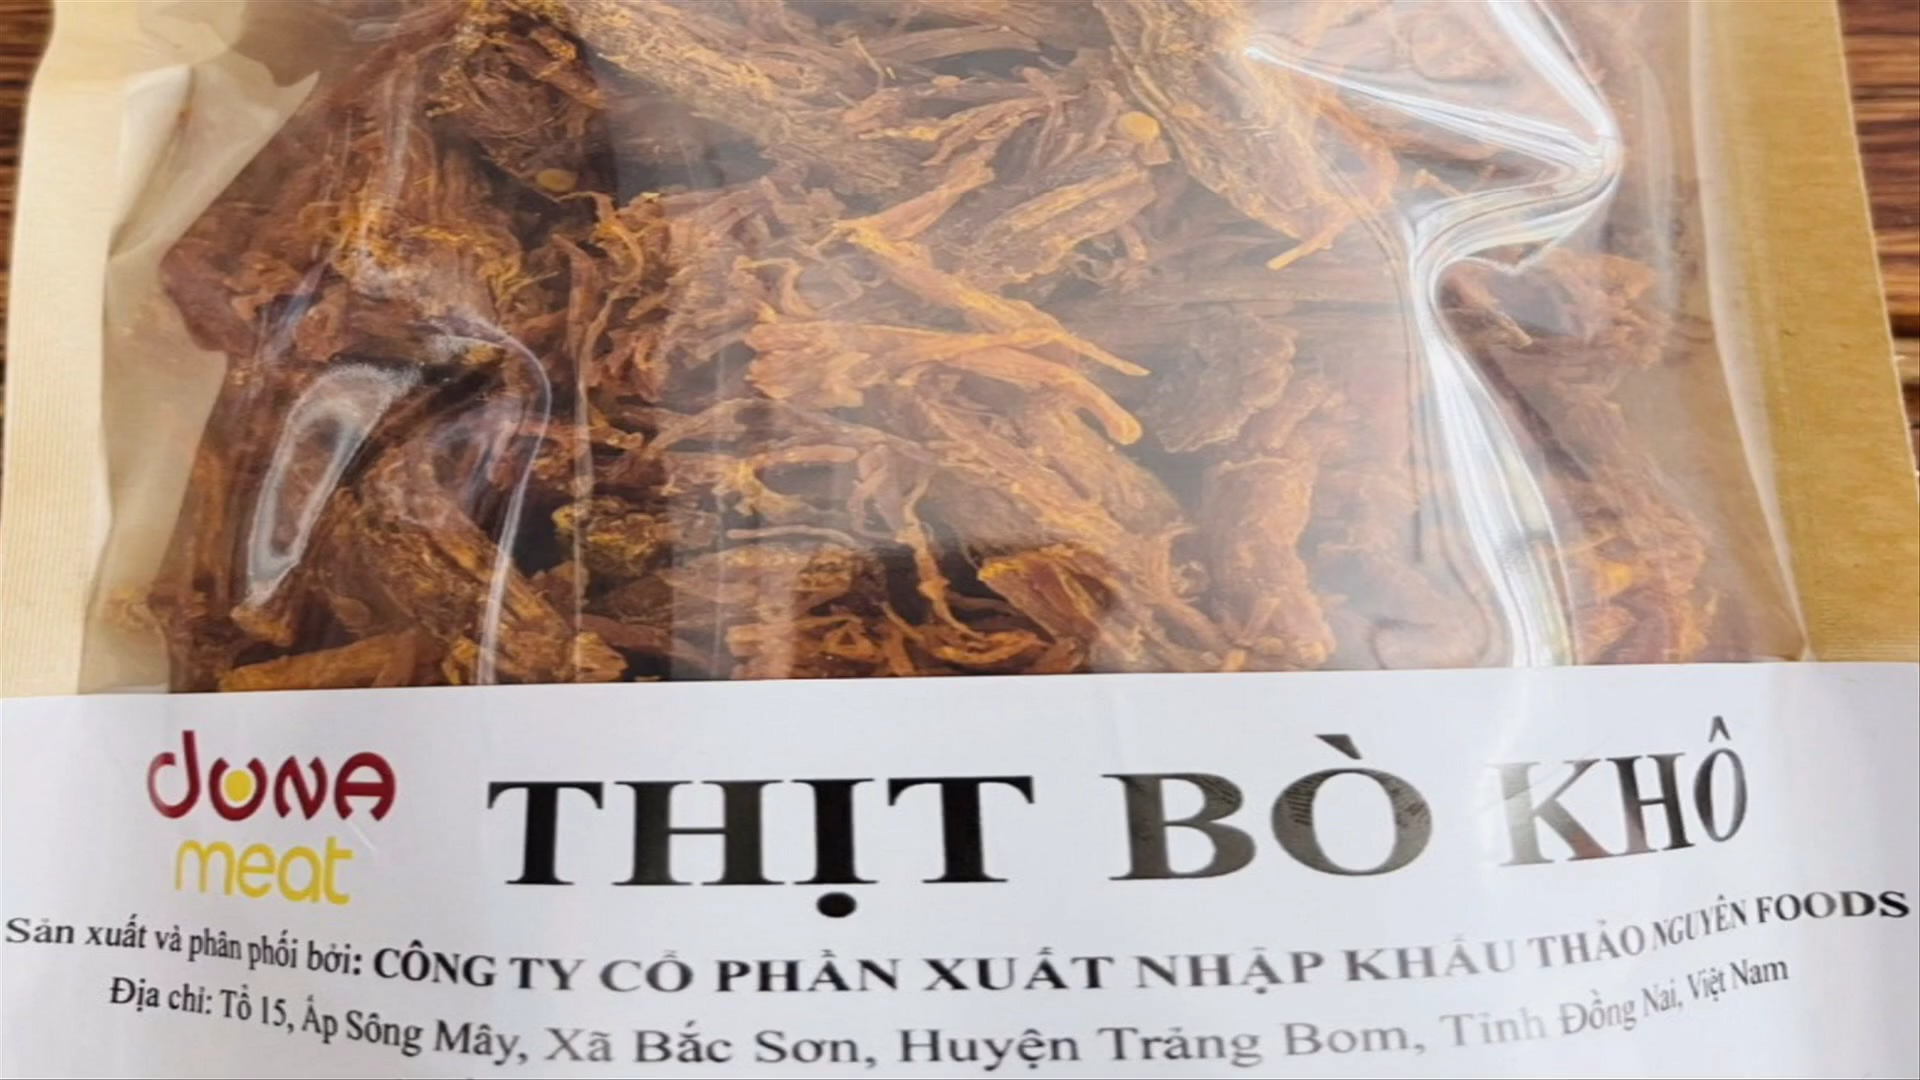 DUNA
meat
THỊT BÒ KHÔ
Sản xuất và phân phối bởi: CÔNG TY CỔ PHẦN XUẤT NHẬP KHẨU THẢO NGUYÊN FOODS
Địa chỉ: Tổ 15, Ấp Sông Mây, Xã Bắc Sơn, Huyện Trảng Bom, Tỉnh Đồng Nai, Việt Nam